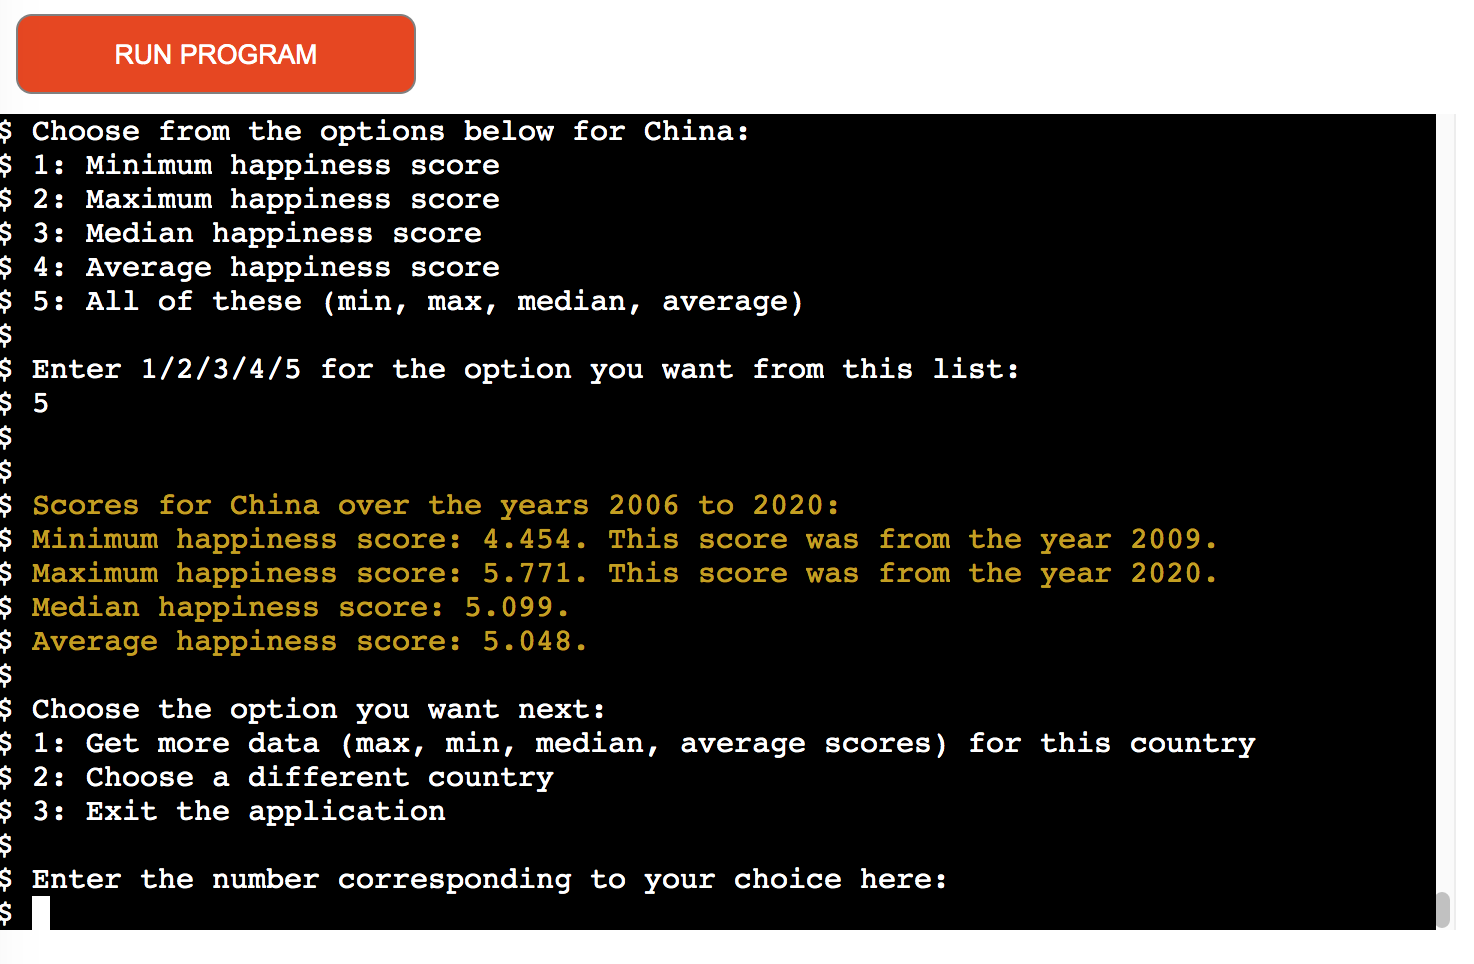 RUN PROGRAM
$ Choose from the options below for China:
$ 1: Minimum happiness score
$ 2: Maximum happiness score
$ 3: Median happiness score
$ 4: Average happiness score
$ 5: All of these (min, max, median, average)
$
$ Enter 1/2/3/4/5 for the option you want from this list:
$ 5
$
$
$ Scores for China over the years 2006 to 2020:
$ Minimum happiness score: 4.454. This score was from the year 2009.
$ Maximum happiness score: 5.771. This score was from the year 2020.
$ Median happiness score: 5.099.
$ Average happiness score: 5.048.
$
$ Choose the option you want next:
$ 1: Get more data (max, min, median, average scores) for this country
$ 2: Choose a different country
$ 3: Exit the application
$
$ Enter the number corresponding to your choice here:
$